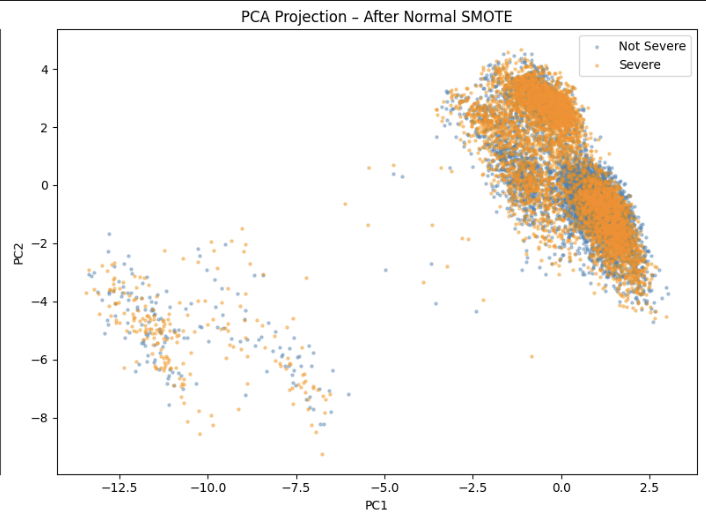 PCA Projection – After Normal SMOTE
Not Severe
Severe
4
2
0
−2
−4
−6
−8
PC2
−12.5 −10.0 −7.5 −5.0 −2.5 0.0 2.5
PC1